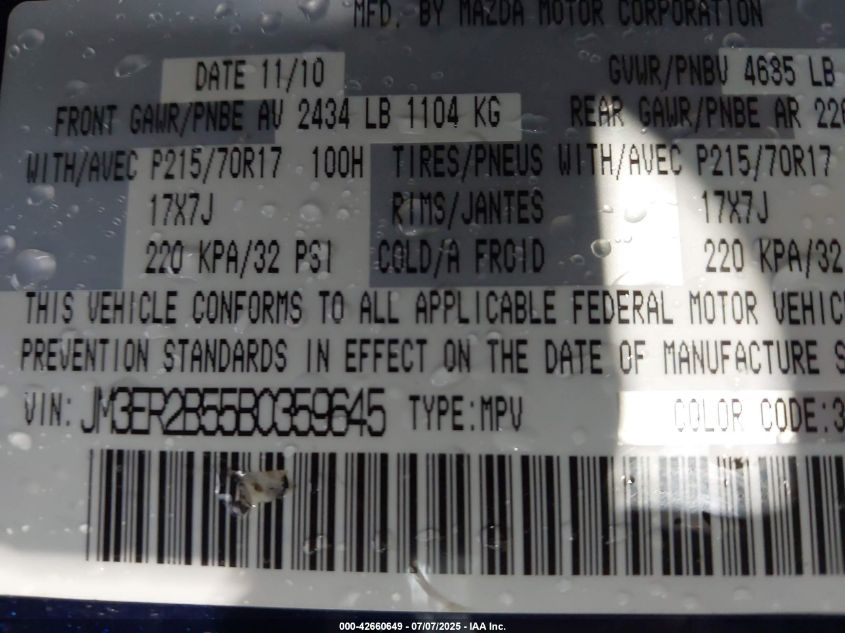 MFD. BY MAZDA MOTOR CORPORATION
DATE 11/10 GVWR/PNBV 4635 LB
FRONT GAWR/PNBE AV 2434 LB 1104 KG REAR GAWR/PNBE AR 226
WITH/AVEC P215/70R17 100H TIRES/PNEUS WITH/AVEC P215/70R17
17X7J RIMS/JANTES 17X7J
220 KPA/32 PSI COLD/A FROID 220 KPA/32
THIS VEHICLE CONFORMS TO ALL APPLICABLE FEDERAL MOTOR VEHIC
PREVENTION STANDARDS IN EFFECT ON THE DATE OF MANUFACTURE S
VIN: JM3ER2B55B0359645 TYPE:MPV COLOR CODE:3
000-42660649 - 07/07/2025 - IAA Inc.